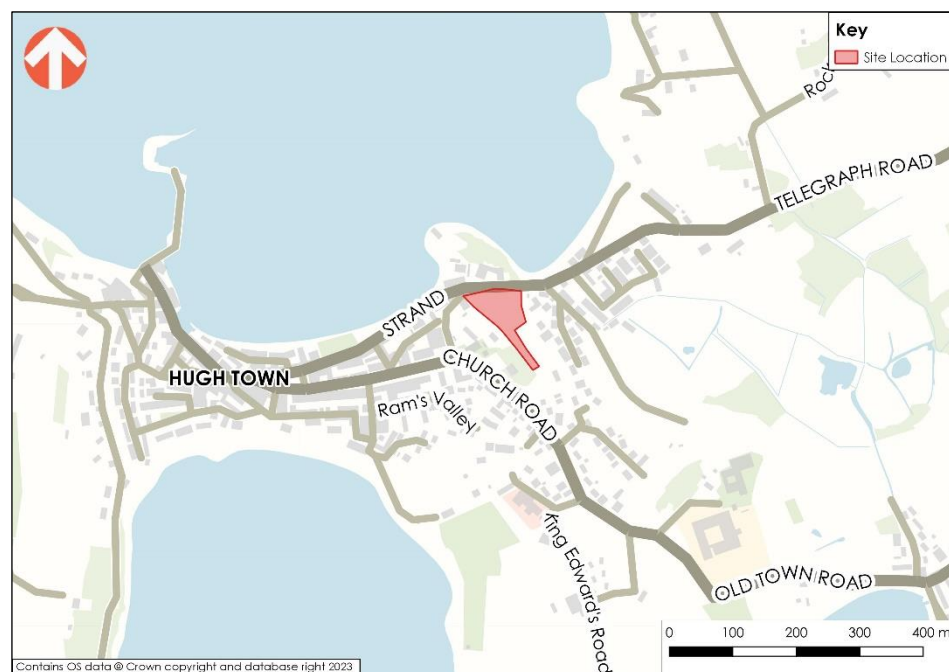 Key
Site Location
Rock
TELEGRAPH ROAD
STRAND
CHURCH ROAD
HUGH TOWN
Ram's Valley
King Edward's Road
OLD TOWN ROAD
0 100 200 300 400 m
Contains OS data © Crown copyright and database right 2023